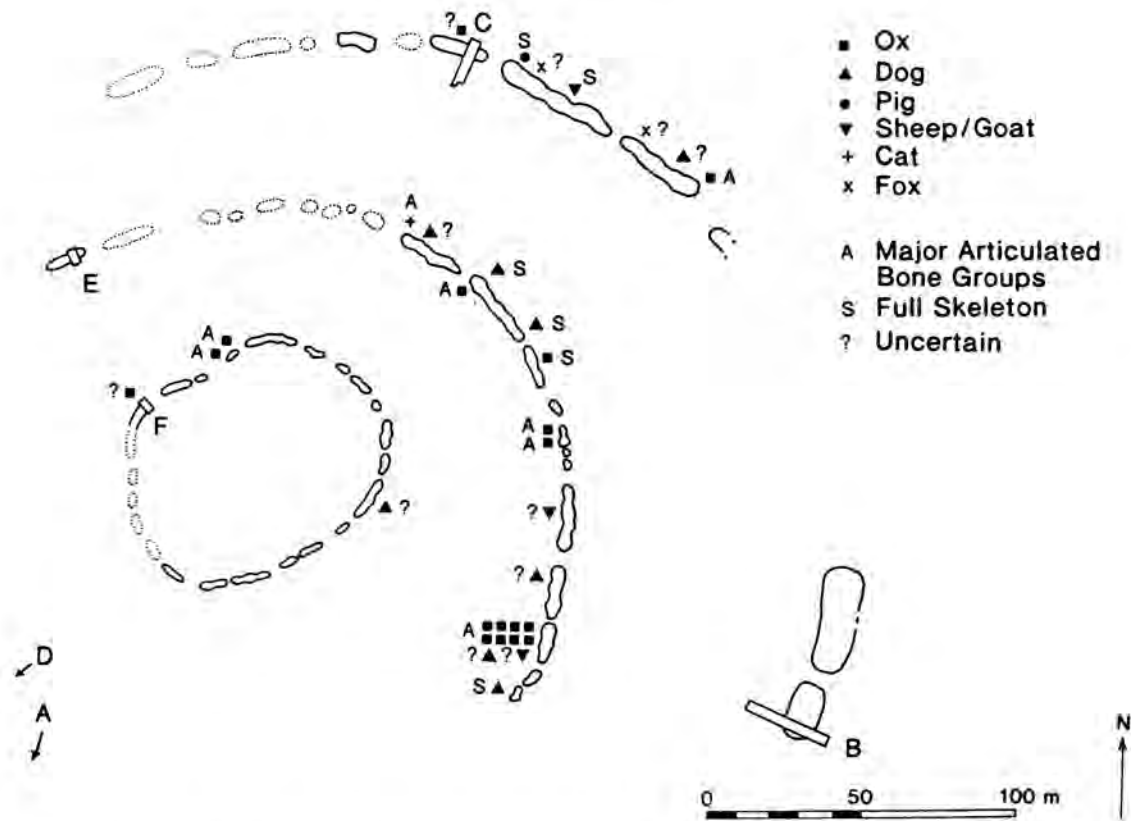 ? C
S
x ?
S
x ?
?
A
Ox
Dog
Pig
Sheep/Goat
+ Cat
x Fox
A Major Articulated
Bone Groups
S Full Skeleton
? Uncertain
A
+
?
E
S
A
S
S
A
A
?
F
A
A
?
?
?
A
? ?
S
D
A
B
N
0 50 100 m